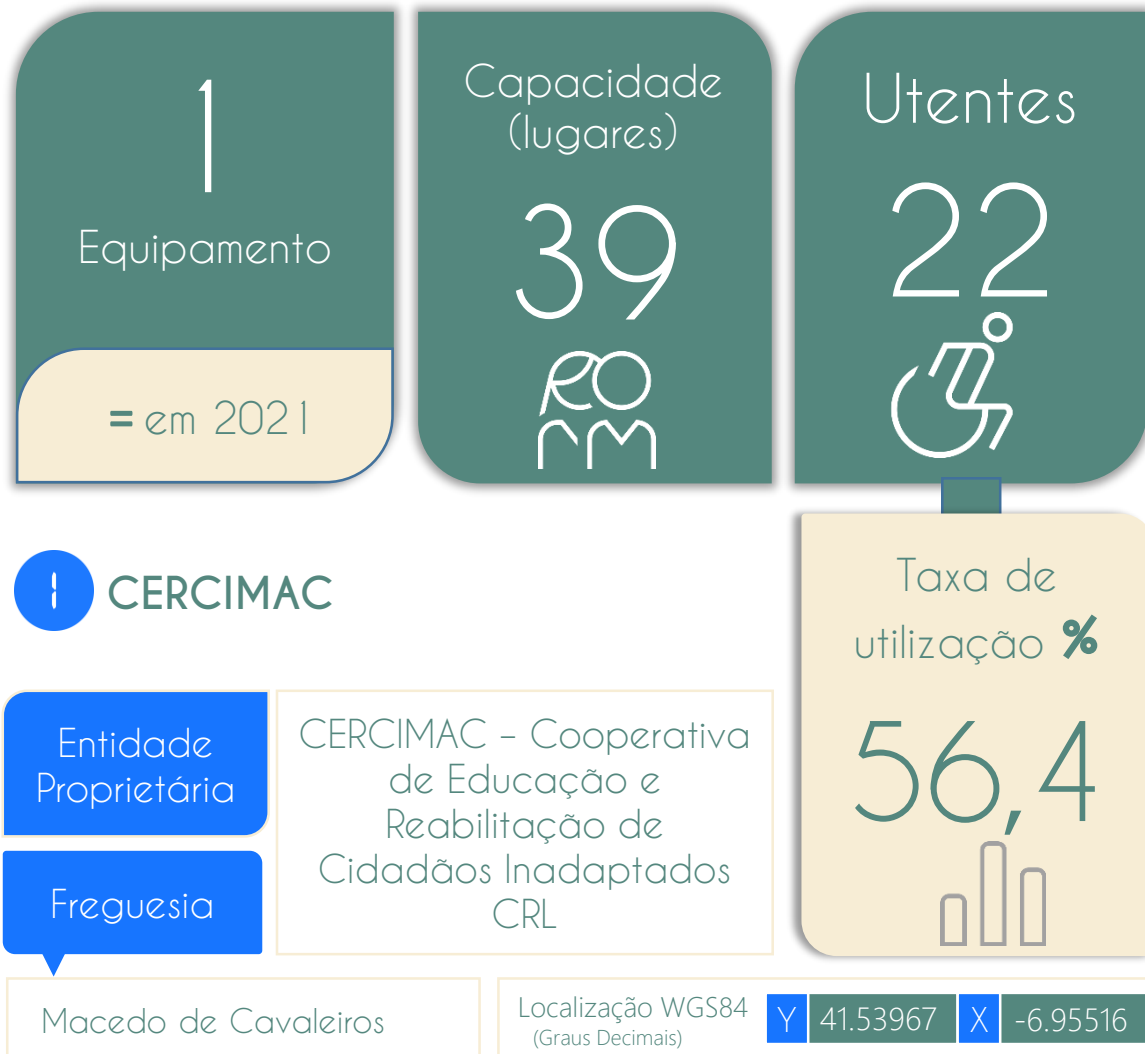 1
Equipamento
= em 2021
Capacidade
(lugares)
39
Utentes
22
Taxa de
utilização %
56,4
1 CERCIMAC
Entidade
Proprietária
CERCIMAC – Cooperativa
de Educação e
Reabilitação de
Cidadãos Inadaptados
CRL
Freguesia
Macedo de Cavaleiros
Localização WGS84
(Graus Decimais)
Y 41.53967 X -6.95516